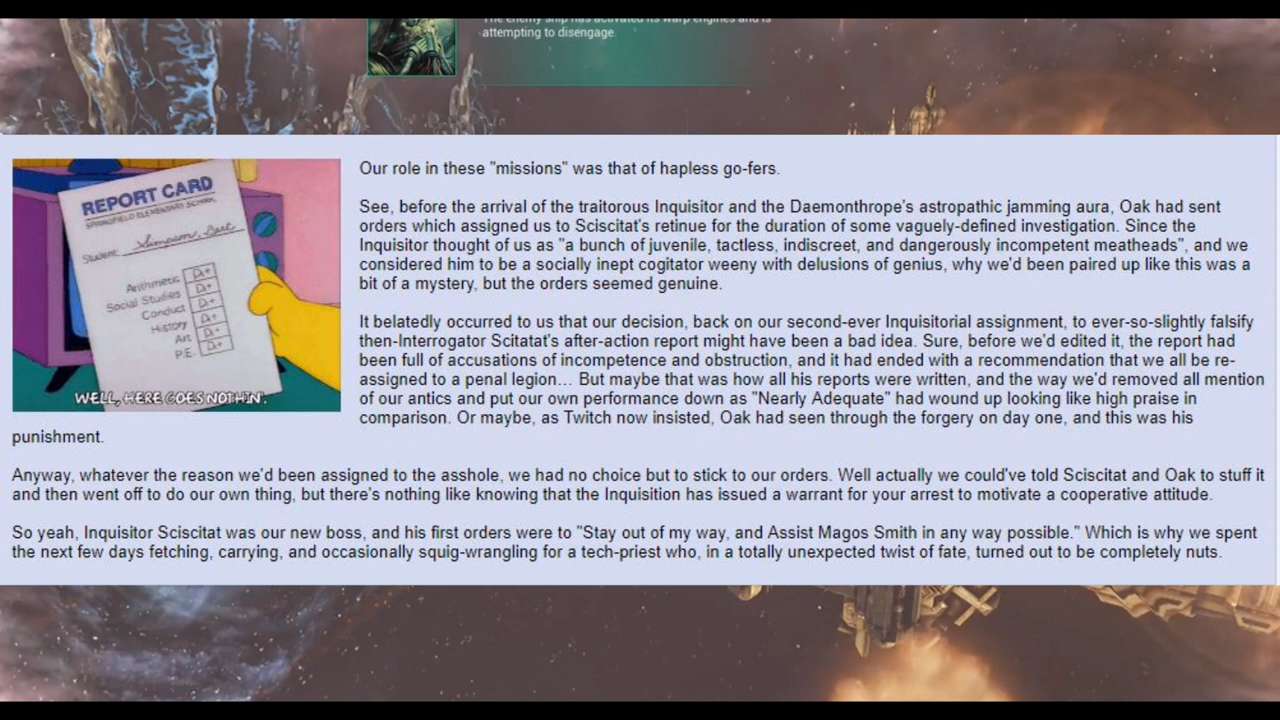 The enemy ship has activated its warp engines and is
attempting to disengage.
Our role in these "missions" was that of hapless go-fers.
REPORT CARD
SPRINGFIELD ELEMENTARY SCHOOL
Student: Simpson, Bart
Arithmetic D+
Social Studies D+
Conduct D+
History D+
Art D+
P.E. D+
WELL, HERE GOES NOTHIN'.
See, before the arrival of the traitorous Inquisitor and the Daemonthrope's astropathic jamming aura, Oak had sent
orders which assigned us to Sciscitat's retinue for the duration of some vaguely-defined investigation. Since the
Inquisitor thought of us as "a bunch of juvenile, tactless, indiscreet, and dangerously incompetent meatheads", and we
considered him to be a socially inept cogitator weeny with delusions of genius, why we'd been paired up like this was a
bit of a mystery, but the orders seemed genuine.
It belatedly occurred to us that our decision, back on our second-ever Inquisitorial assignment, to ever-so-slightly falsify
then-Interrogator Scitatat's after-action report might have been a bad idea. Sure, before we'd edited it, the report had
been full of accusations of incompetence and obstruction, and it had ended with a recommendation that we all be re-
assigned to a penal legion... But maybe that was how all his reports were written, and the way we'd removed all mention
of our antics and put our own performance down as "Nearly Adequate" had wound up looking like high praise in
comparison. Or maybe, as Twitch now insisted, Oak had seen through the forgery on day one, and this was his
punishment.
Anyway, whatever the reason we'd been assigned to the asshole, we had no choice but to stick to our orders. Well actually we could've told Sciscitat and Oak to stuff it
and then went off to do our own thing, but there's nothing like knowing that the Inquisition has issued a warrant for your arrest to motivate a cooperative attitude.
So yeah, Inquisitor Sciscitat was our new boss, and his first orders were to "Stay out of my way, and Assist Magos Smith in any way possible." Which is why we spent
the next few days fetching, carrying, and occasionally squig-wrangling for a tech-priest who, in a totally unexpected twist of fate, turned out to be completely nuts.